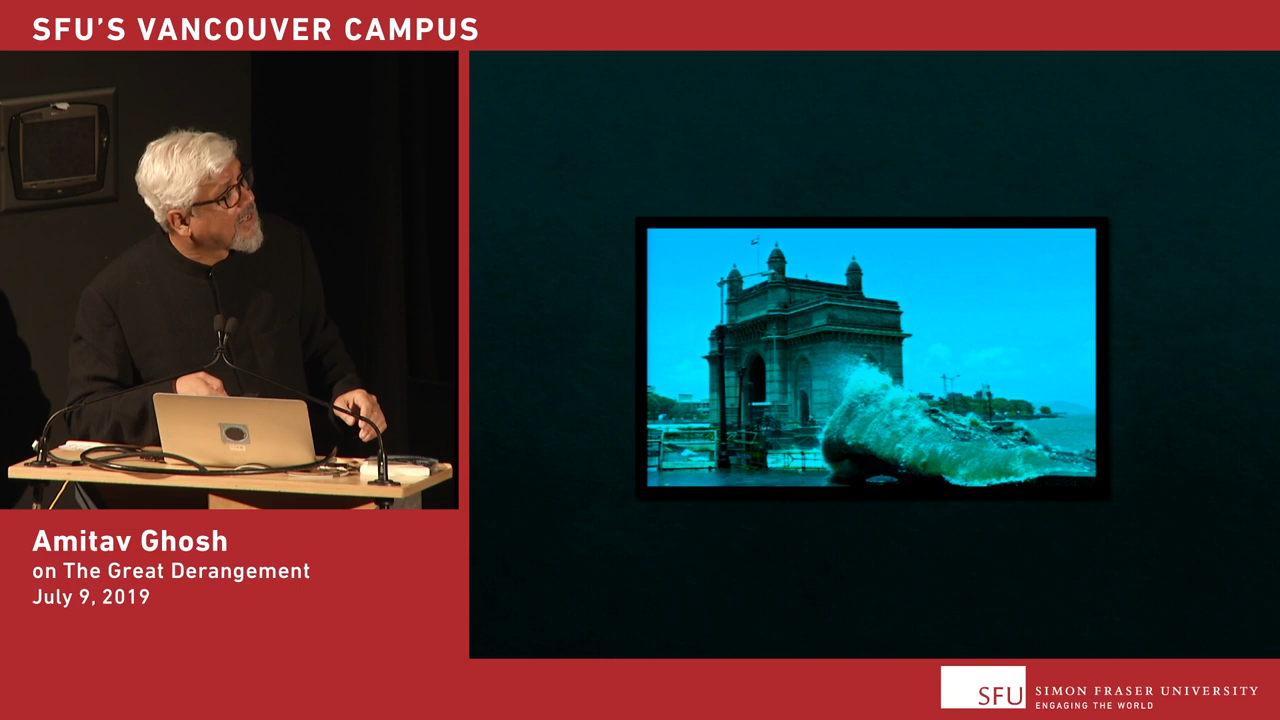 SFU'S VANCOUVER CAMPUS
Amitav Ghosh
on The Great Derangement
July 9, 2019
SFU
SIMON FRASER UNIVERSITY
ENGAGING THE WORLD